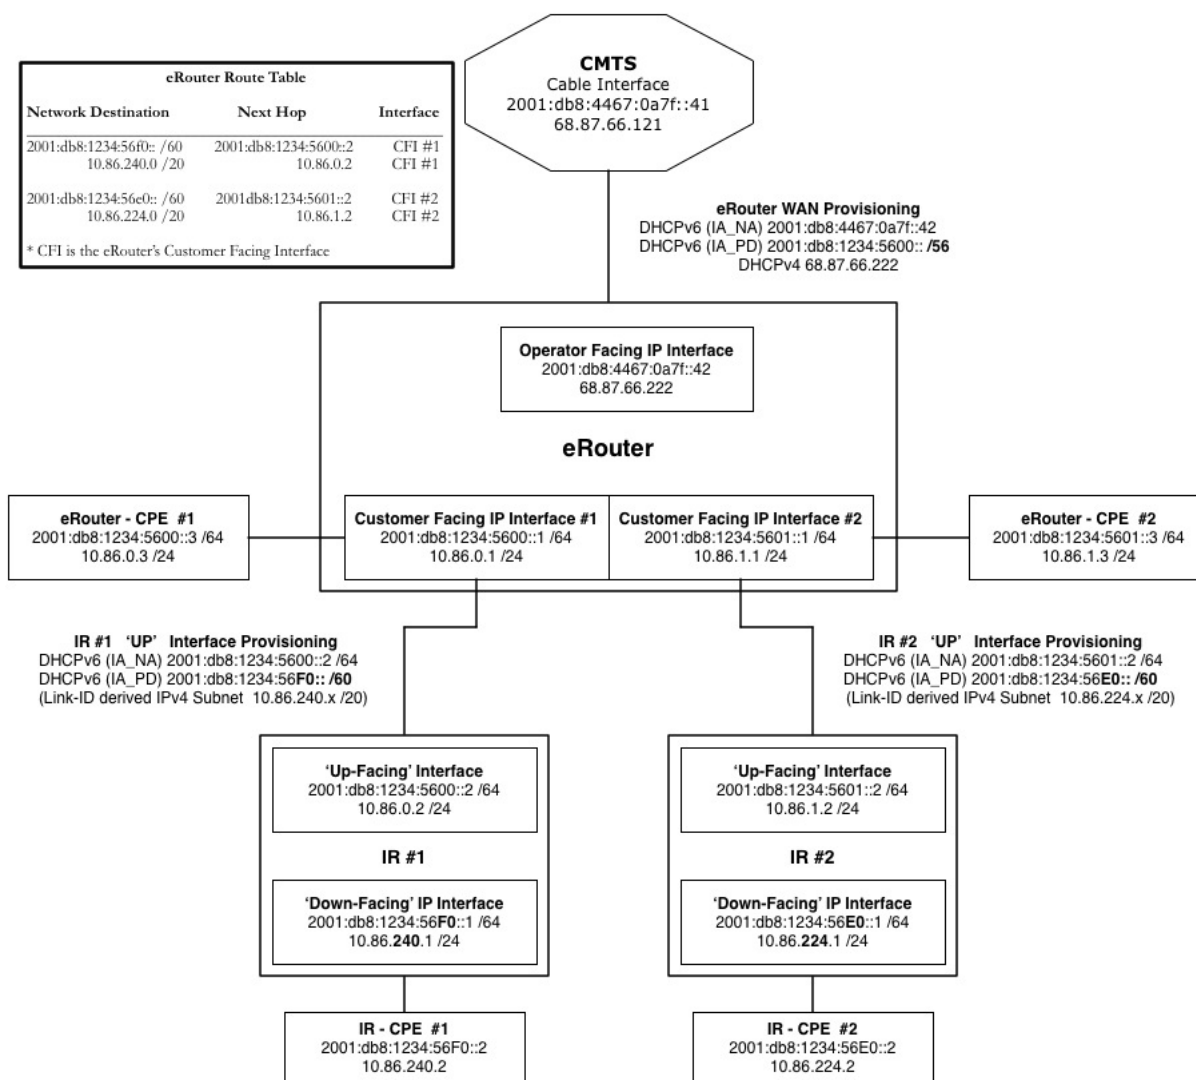 CMTS
Cable Interface
2001:db8:4467:0a7f::41
68.87.66.121
eRouter Route Table
Network Destination Next Hop Interface
2001:db8:1234:56f0:: /60 2001:db8:1234:5600::2 CFI #1
10.86.240.0 /20 10.86.0.2 CFI #1
2001:db8:1234:56e0:: /60 2001db8:1234:5601::2 CFI #2
10.86.224.0 /20 10.86.1.2 CFI #2
* CFI is the eRouter's Customer Facing Interface
eRouter WAN Provisioning
DHCPv6 (IA_NA) 2001:db8:4467:0a7f::42
DHCPv6 (IA_PD) 2001:db8:1234:5600:: /56
DHCPv4 68.87.66.222
Operator Facing IP Interface
2001:db8:4467:0a7f::42
68.87.66.222
eRouter
eRouter - CPE #1
2001:db8:1234:5600::3 /64
10.86.0.3 /24
Customer Facing IP Interface #1
2001:db8:1234:5600::1 /64
10.86.0.1 /24
Customer Facing IP Interface #2
2001:db8:1234:5601::1 /64
10.86.1.1 /24
eRouter - CPE #2
2001:db8:1234:5601::3 /64
10.86.1.3 /24
IR #1 ‘UP’ Interface Provisioning
DHCPv6 (IA_NA) 2001:db8:1234:5600::2 /64
DHCPv6 (IA_PD) 2001:db8:1234:56F0:: /60
(Link-ID derived IPv4 Subnet 10.86.240.x /20)
IR #2 ‘UP’ Interface Provisioning
DHCPv6 (IA_NA) 2001:db8:1234:5601::2 /64
DHCPv6 (IA_PD) 2001:db8:1234:56E0:: /60
(Link-ID derived IPv4 Subnet 10.86.224.x /20)
‘Up-Facing’ Interface
2001:db8:1234:5600::2 /64
10.86.0.2 /24
IR #1
‘Down-Facing’ IP Interface
2001:db8:1234:56F0::1 /64
10.86.240.1 /24
‘Up-Facing’ Interface
2001:db8:1234:5601::2 /64
10.86.1.2 /24
IR #2
‘Down-Facing’ IP Interface
2001:db8:1234:56E0::1 /64
10.86.224.1 /24
IR - CPE #1
2001:db8:1234:56F0::2
10.86.240.2
IR - CPE #2
2001:db8:1234:56E0::2
10.86.224.2